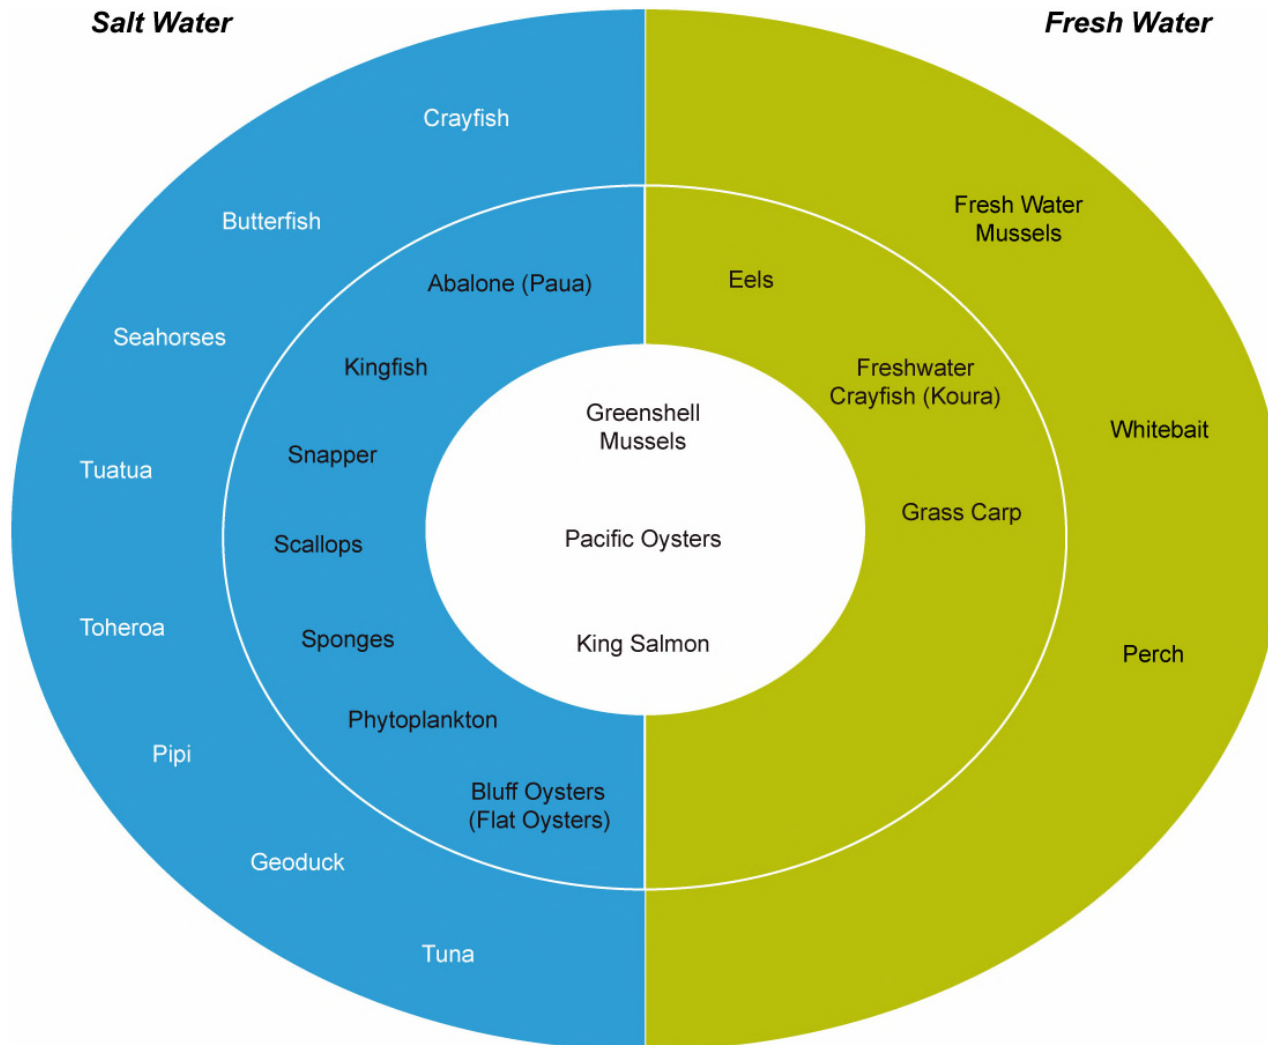 Salt Water
Fresh Water
Crayfish
Butterfish
Seahorses
Tuatua
Toheroa
Pipi
Geoduck
Tuna
Abalone (Paua)
Kingfish
Snapper
Scallops
Sponges
Phytoplankton
Bluff Oysters
(Flat Oysters)
Greenshell
Mussels
Pacific Oysters
King Salmon
Eels
Freshwater
Crayfish (Koura)
Grass Carp
Fresh Water
Mussels
Whitebait
Perch